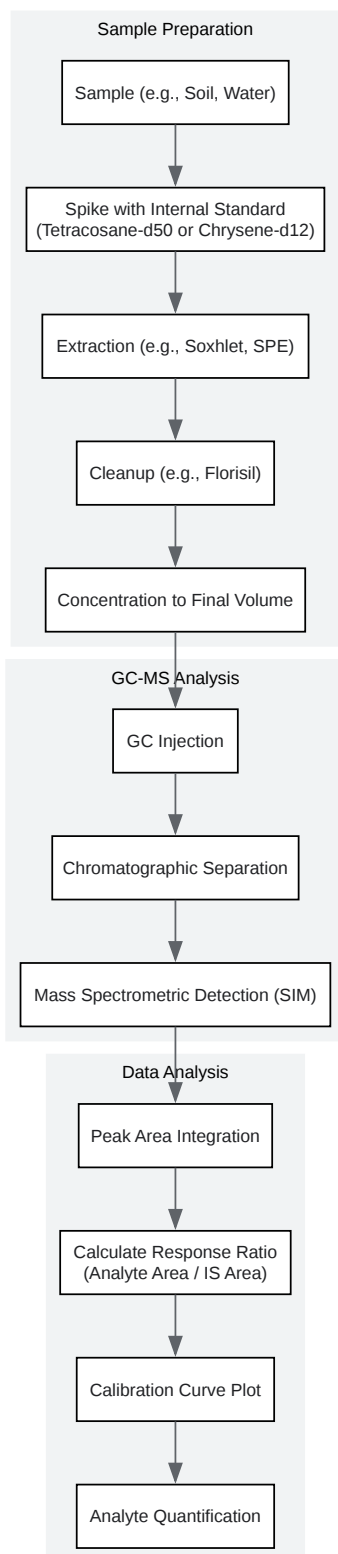 Sample Preparation
Sample (e.g., Soil, Water)
Spike with Internal Standard
(Tetracosane-d50 or Chrysene-d12)
Extraction (e.g., Soxhlet, SPE)
Cleanup (e.g., Florisil)
Concentration to Final Volume
GC-MS Analysis
GC Injection
Chromatographic Separation
Mass Spectrometric Detection (SIM)
Data Analysis
Peak Area Integration
Calculate Response Ratio
(Analyte Area / IS Area)
Calibration Curve Plot
Analyte Quantification